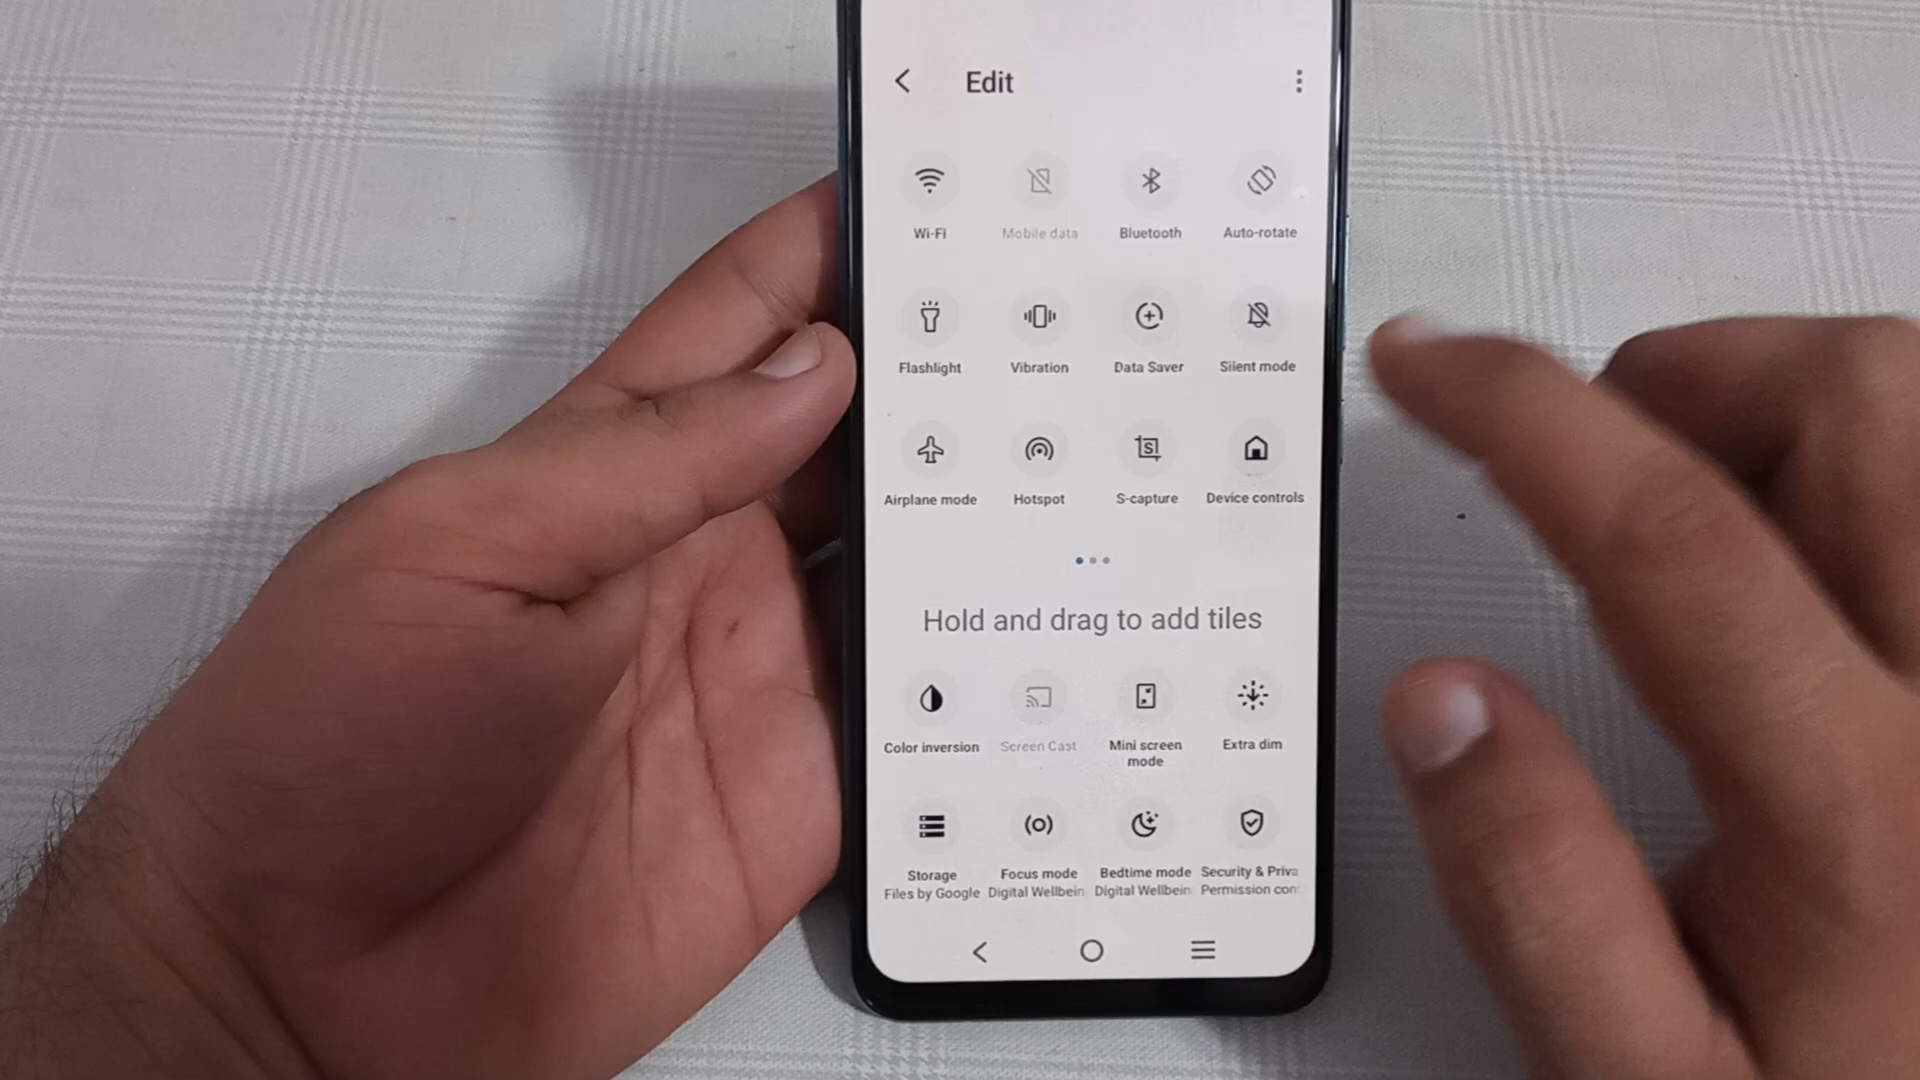 Edit
Wi-Fi Mobile data Bluetooth Auto-rotate
Flashlight Vibration Data Saver Silent mode
Airplane mode Hotspot S-capture Device controls
Hold and drag to add tiles
Color inversion Screen Cast Mini screen mode Extra dim
Storage Focus mode Bedtime mode Security & Priva
Files by Google Digital Wellbein Digital Wellbein Permission con